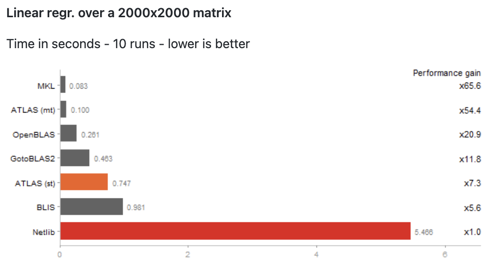 Linear regr. over a 2000x2000 matrix
Time in seconds - 10 runs - lower is better
Performance gain
MKL 0.083 x65.6
ATLAS (mt) 0.100 x54.4
OpenBLAS 0.261 x20.9
GotoBLAS2 0.463 x11.8
ATLAS (st) 0.747 x7.3
BLIS 0.981 x5.6
Netlib 5.466 x1.0
0 2 4 6